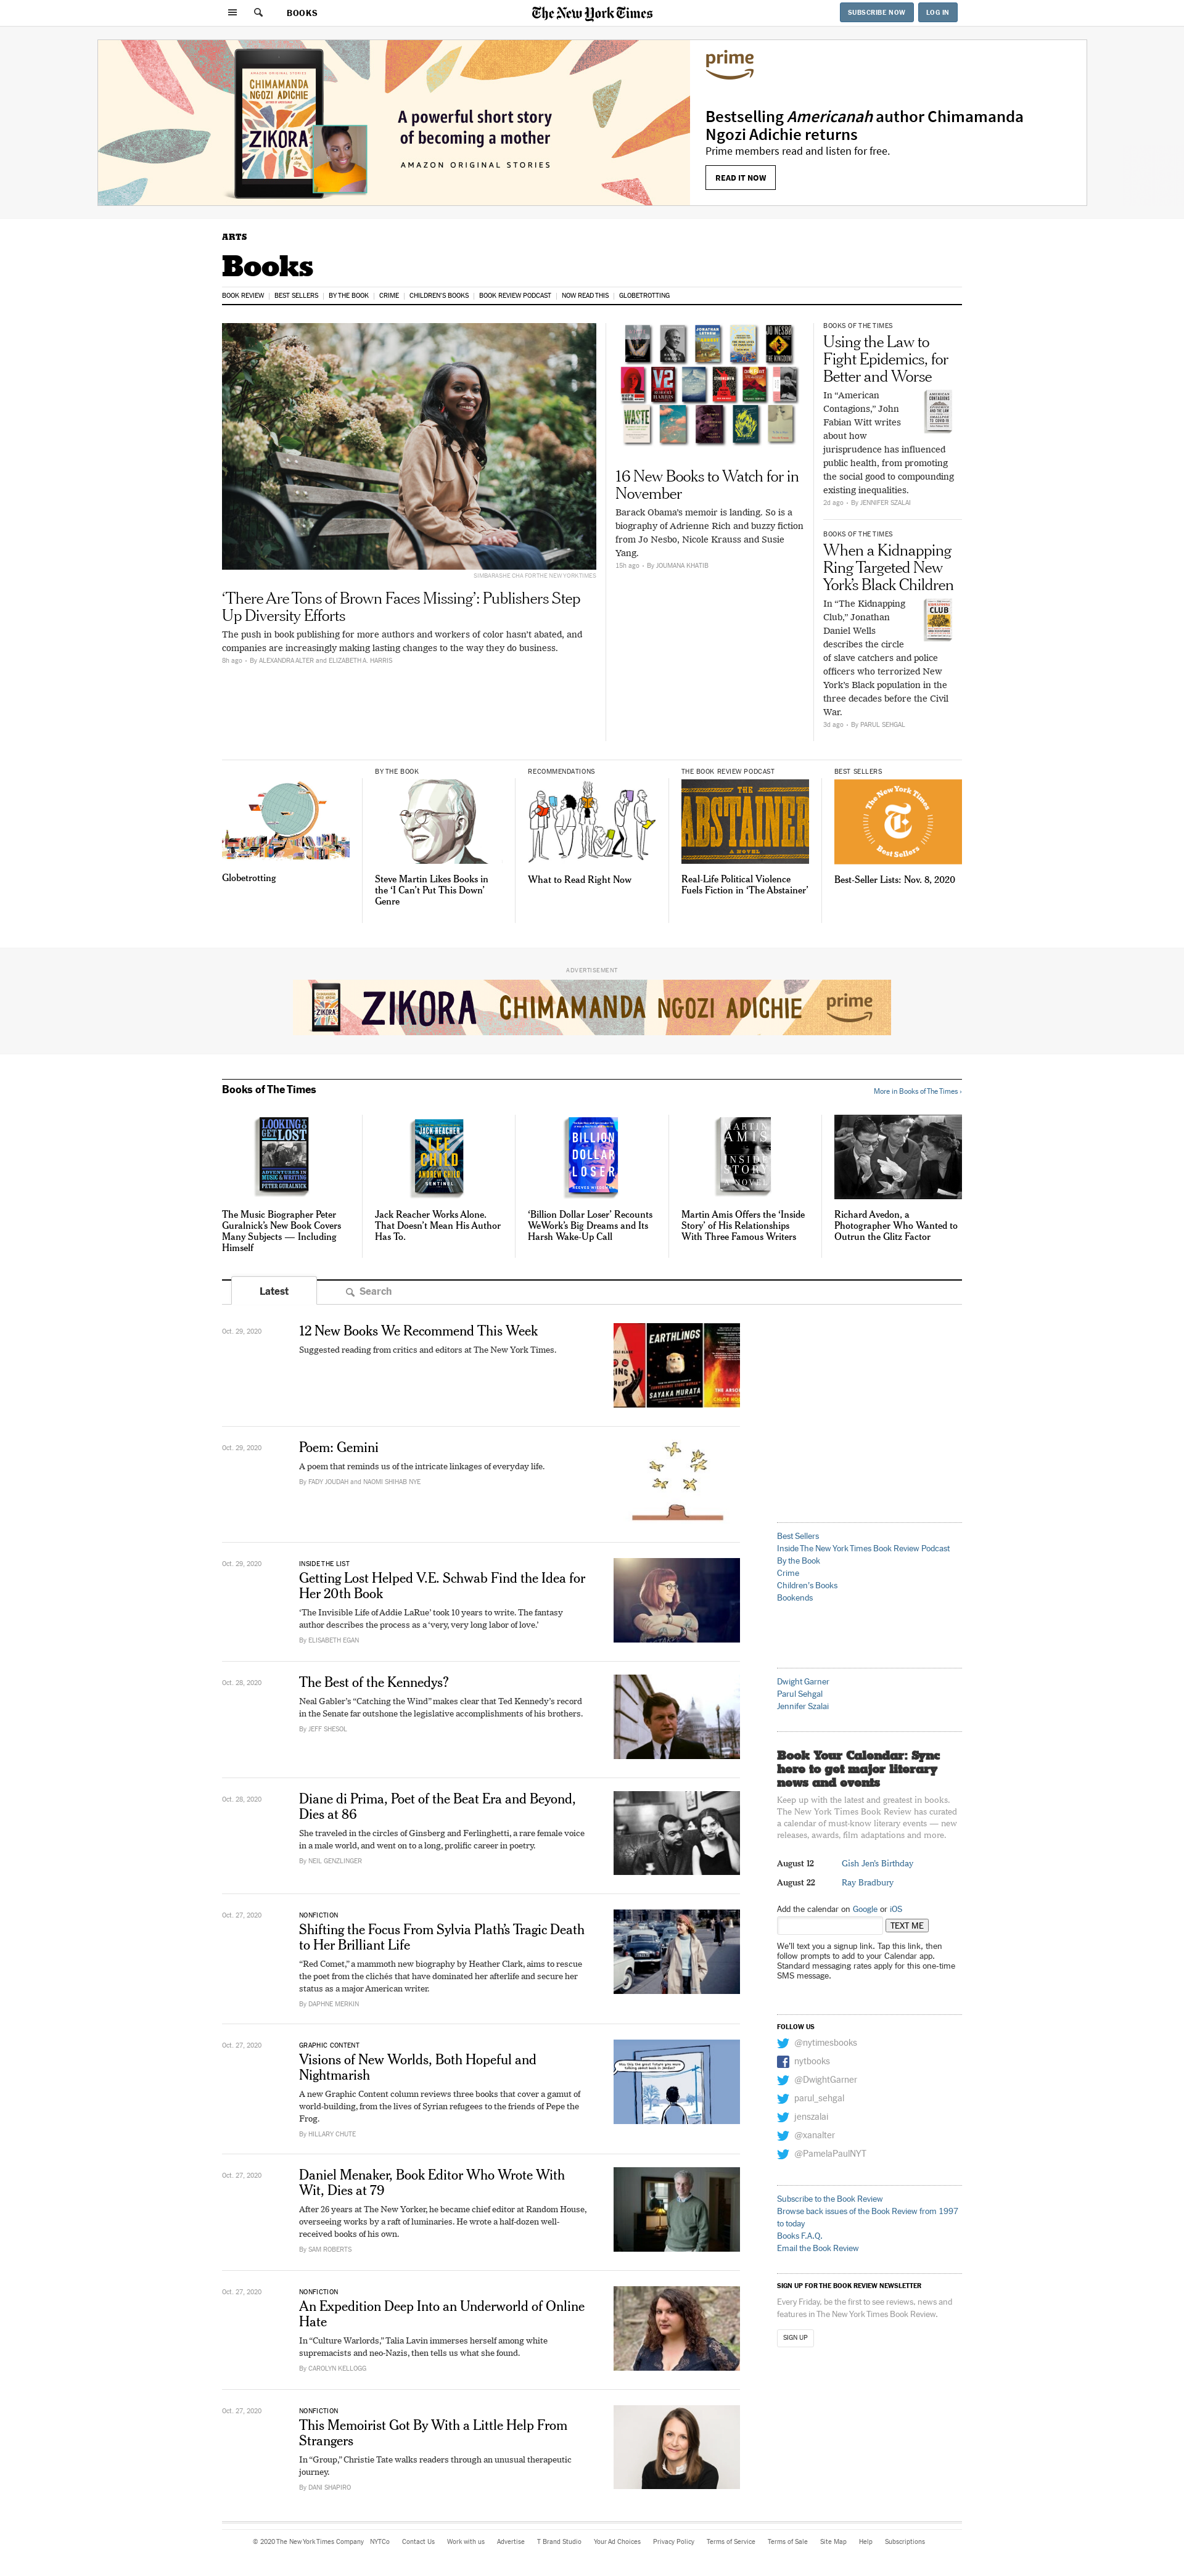 BOOKS
The New York Times
SUBSCRIBE NOW
LOG IN
AMAZON ORIGINAL STORIES
CHIMAMANDA
NGOZI ADICHIE
ZIKORA
A powerful short story
of becoming a mother
AMAZON ORIGINAL STORIES
prime
Bestselling Americanah author Chimamanda
Ngozi Adichie returns
Prime members read and listen for free.
READ IT NOW
ARTS
Books
BOOK REVIEW
BEST SELLERS
BY THE BOOK
CRIME
CHILDREN'S BOOKS
BOOK REVIEW PODCAST
NOW READ THIS
GLOBETROTTING
SIMBARASHE CHA FOR THE NEW YORK TIMES
‘There Are Tons of Brown Faces Missing’: Publishers Step
Up Diversity Efforts
The push in book publishing for more authors and workers of color hasn't abated, and
companies are increasingly making lasting changes to the way they do business.
8h ago • By ALEXANDRA ALTER and ELIZABETH A. HARRIS
V2
WASTE
16 New Books to Watch for in
November
Barack Obama's memoir is landing. So is a
biography of Adrienne Rich and buzzy fiction
from Jo Nesbo, Nicole Krauss and Susie
Yang.
15h ago • By JOUMANA KHATIB
BOOKS OF THE TIMES
Using the Law to
Fight Epidemics, for
Better and Worse
In “American
Contagions,” John
Fabian Witt writes
about how
jurisprudence has influenced
public health, from promoting
the social good to compounding
existing inequalities.
2d ago • By JENNIFER SZALAI
BOOKS OF THE TIMES
When a Kidnapping
Ring Targeted New
York's Black Children
In “The Kidnapping
Club,” Jonathan
Daniel Wells
describes the circle
of slave catchers and police
officers who terrorized New
York's Black population in the
three decades before the Civil
War.
3d ago • By PARUL SEHGAL
Globetrotting
BY THE BOOK
Steve Martin Likes Books in
the ‘I Can't Put This Down’
Genre
RECOMMENDATIONS
What to Read Right Now
THE BOOK REVIEW PODCAST
THE
ABSTAINER
A NOVEL
Real-Life Political Violence
Fuels Fiction in ‘The Abstainer’
BEST SELLERS
The New York Times
Best Sellers
Best-Seller Lists: Nov. 8, 2020
ADVERTISEMENT
ZIKORA CHIMAMANDA NGOZI ADICHIE prime
Books of The Times
More in Books of The Times ›
LOOKING TO
GET LOST
ADVENTURES IN
MUSIC & WRITING
PETER GURALNICK
The Music Biographer Peter
Guralnick's New Book Covers
Many Subjects — Including
Himself
JACK REACHER
LEE
CHILD
ANDREW CHILD
SENTINEL
Jack Reacher Works Alone.
That Doesn't Mean His Author
Has To.
BILLION
DOLLAR
LOSER
‘Billion Dollar Loser’ Recounts
WeWork's Big Dreams and Its
Harsh Wake-Up Call
MARTIN
AMIS
INSIDE
STORY
Martin Amis Offers the ‘Inside
Story’ of His Relationships
With Three Famous Writers
Richard Avedon, a
Photographer Who Wanted to
Outrun the Glitz Factor
Latest
Search
Oct. 29, 2020
12 New Books We Recommend This Week
Suggested reading from critics and editors at The New York Times.
EARTHLINGS
SAYAKA MURATA
Oct. 29, 2020
Poem: Gemini
A poem that reminds us of the intricate linkages of everyday life.
By FADY JOUDAH and NAOMI SHIHAB NYE
Oct. 29, 2020
INSIDE THE LIST
Getting Lost Helped V.E. Schwab Find the Idea for
Her 20th Book
‘The Invisible Life of Addie LaRue’ took 10 years to write. The fantasy
author describes the process as a ‘very, very long labor of love.’
By ELISABETH EGAN
Oct. 28, 2020
The Best of the Kennedys?
Neal Gabler's “Catching the Wind” makes clear that Ted Kennedy's record
in the Senate far outshone the legislative accomplishments of his brothers.
By JEFF SHESOL
Oct. 28, 2020
Diane di Prima, Poet of the Beat Era and Beyond,
Dies at 86
She traveled in the circles of Ginsberg and Ferlinghetti, a rare female voice
in a male world, and went on to a long, prolific career in poetry.
By NEIL GENZLINGER
Oct. 27, 2020
NONFICTION
Shifting the Focus From Sylvia Plath's Tragic Death
to Her Brilliant Life
“Red Comet,” a mammoth new biography by Heather Clark, aims to rescue
the poet from the clichés that have dominated her afterlife and secure her
status as a major American writer.
By DAPHNE MERKIN
Oct. 27, 2020
GRAPHIC CONTENT
Visions of New Worlds, Both Hopeful and
Nightmarish
A new Graphic Content column reviews three books that cover a gamut of
world-building, from the lives of Syrian refugees to the friends of Pepe the
Frog.
By HILLARY CHUTE
Oct. 27, 2020
Daniel Menaker, Book Editor Who Wrote With
Wit, Dies at 79
After 26 years at The New Yorker, he became chief editor at Random House,
overseeing works by a raft of luminaries. He wrote a half-dozen well-
received books of his own.
By SAM ROBERTS
Oct. 27, 2020
NONFICTION
An Expedition Deep Into an Underworld of Online
Hate
In “Culture Warlords,” Talia Lavin immerses herself among white
supremacists and neo-Nazis, then tells us what she found.
By CAROLYN KELLOGG
Oct. 27, 2020
NONFICTION
This Memoirist Got By With a Little Help From
Strangers
In “Group,” Christie Tate walks readers through an unusual therapeutic
journey.
By DANI SHAPIRO
Best Sellers
Inside The New York Times Book Review Podcast
By the Book
Crime
Children's Books
Bookends
Dwight Garner
Parul Sehgal
Jennifer Szalai
Book Your Calendar: Sync
here to get major literary
news and events
Keep up with the latest and greatest in books.
The New York Times Book Review has curated
a calendar of must-know literary events — new
releases, awards, film adaptations and more.
August 12 Gish Jen's Birthday
August 22 Ray Bradbury
Add the calendar on Google or iOS
TEXT ME
We'll text you a signup link. Tap this link, then
follow prompts to add to your Calendar app.
Standard messaging rates apply for this one-time
SMS message.
FOLLOW US
@nytimesbooks
nytbooks
@DwightGarner
parul_sehgal
jenszalai
@xanalter
@PamelaPaulNYT
Subscribe to the Book Review
Browse back issues of the Book Review from 1997
to today
Books F.A.Q.
Email the Book Review
SIGN UP FOR THE BOOK REVIEW NEWSLETTER
Every Friday, be the first to see reviews, news and
features in The New York Times Book Review.
SIGN UP
© 2020 The New York Times Company NYTCo Contact Us Work with us Advertise T Brand Studio Your Ad Choices Privacy Policy Terms of Service Terms of Sale Site Map Help Subscriptions